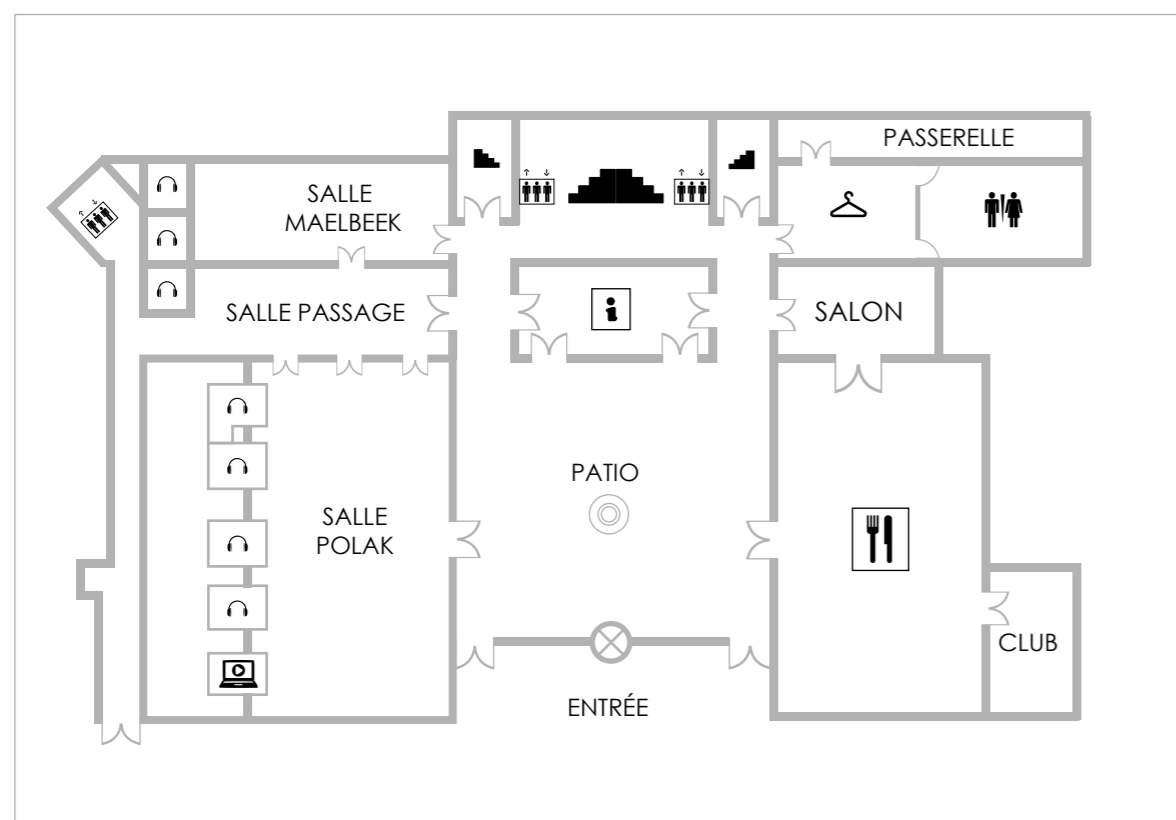 PASSERELLE
SALLE
MAELBEEK
SALLE PASSAGE
SALON
PATIO
SALLE
POLAK
CLUB
ENTRÉE